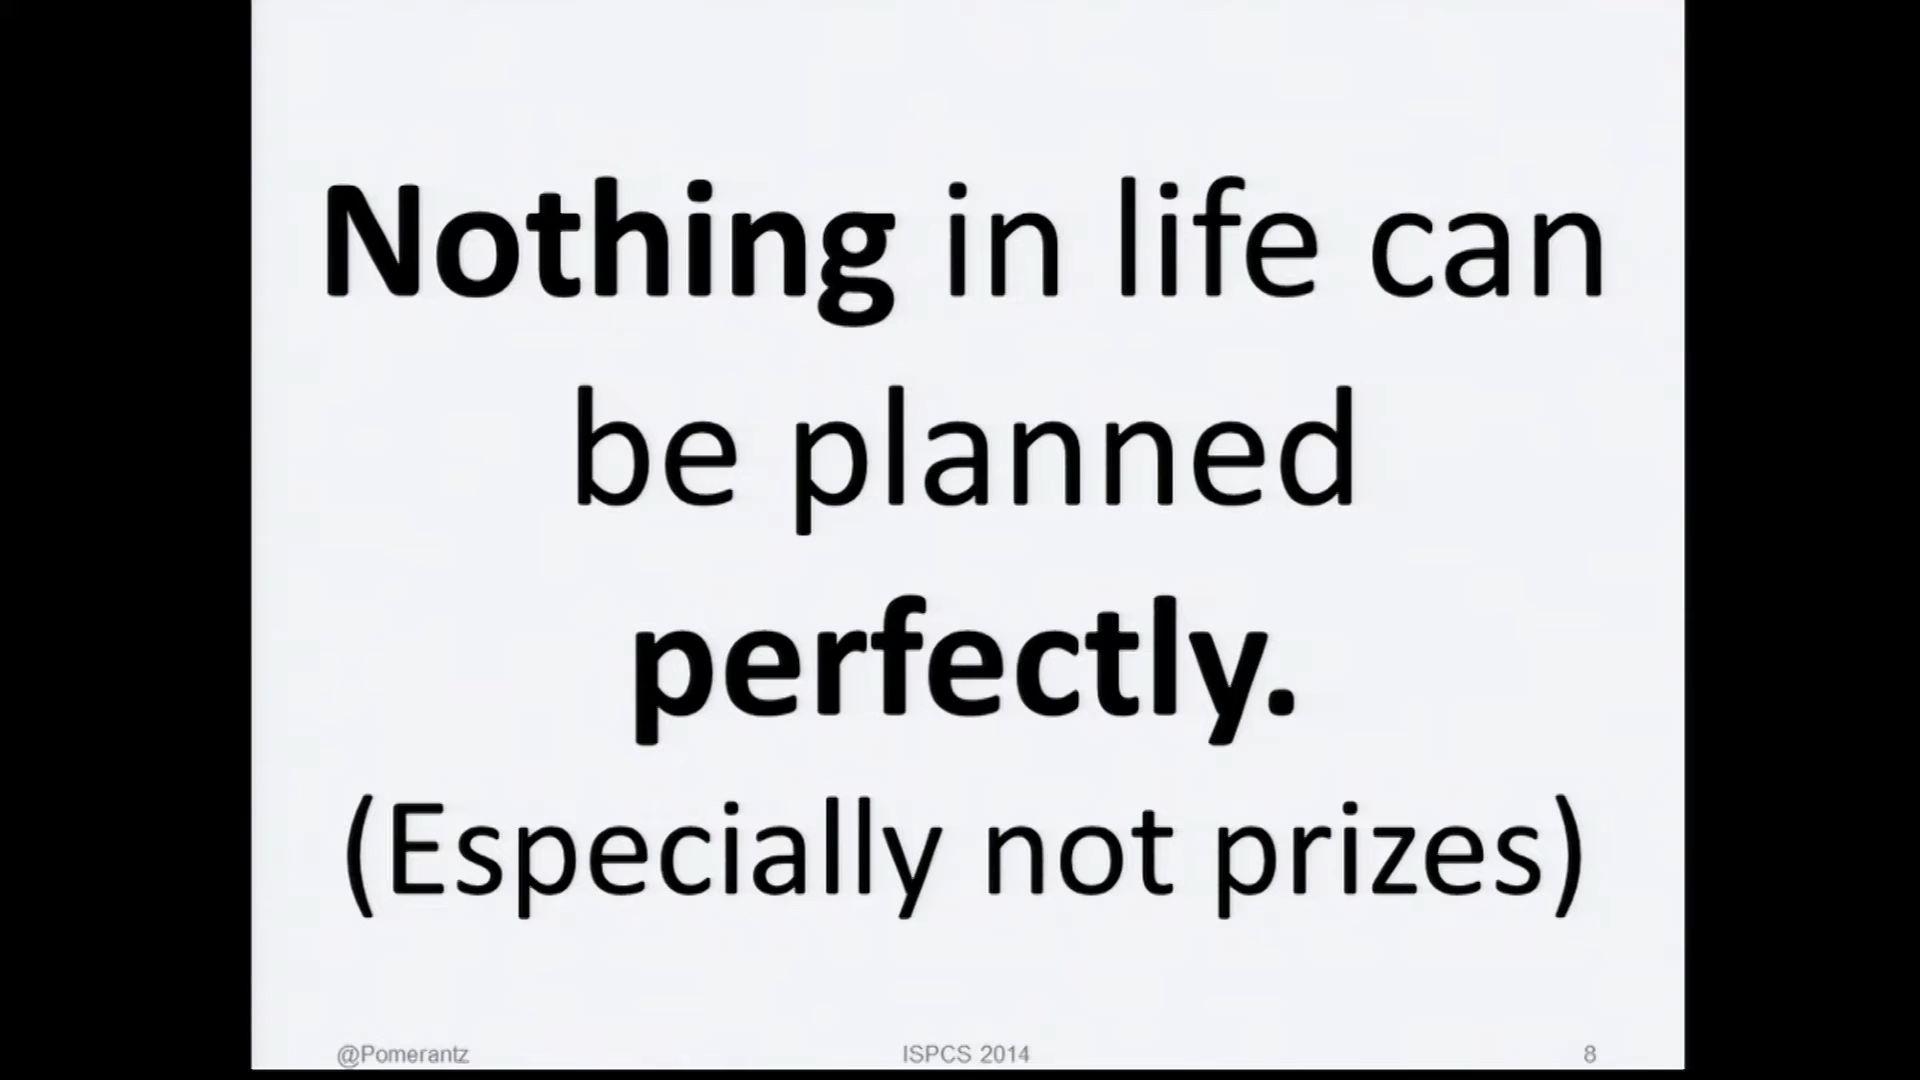 Nothing in life can
be planned
perfectly.
(Especially not prizes)
@Pomerantz ISPCS 2014 8